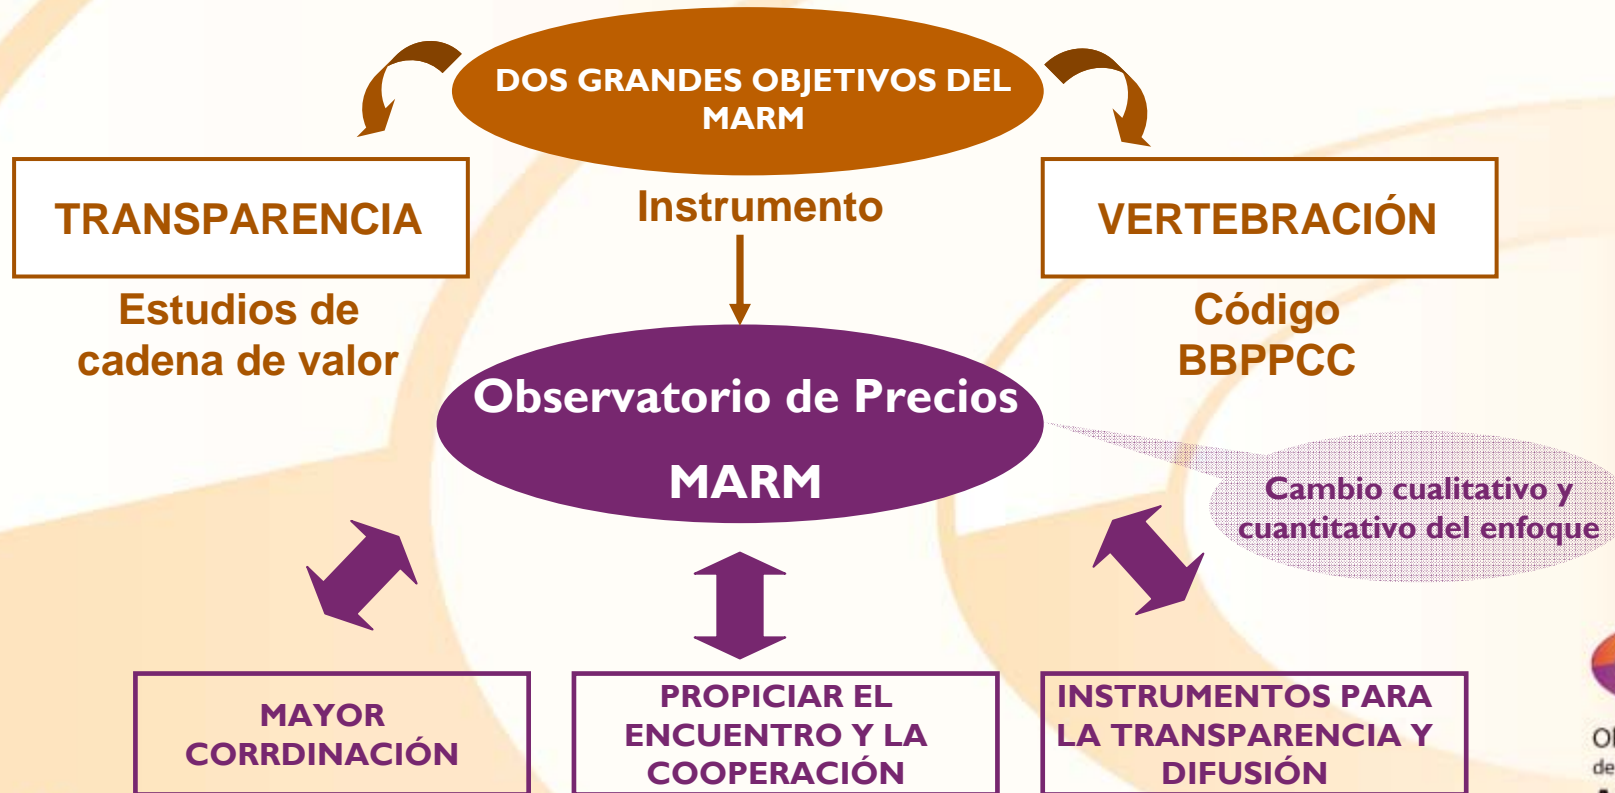 DOS GRANDES OBJETIVOS DEL
MARM
TRANSPARENCIA
Instrumento
VERTEBRACIÓN
Estudios de
cadena de valor
Código
BBPPCC
Observatorio de Precios
MARM
Cambio cualitativo y
cuantitativo del enfoque
MAYOR
CORRDINACIÓN
PROPICIAR EL
ENCUENTRO Y LA
COOPERACIÓN
INSTRUMENTOS PARA
LA TRANSPARENCIA Y
DIFUSIÓN